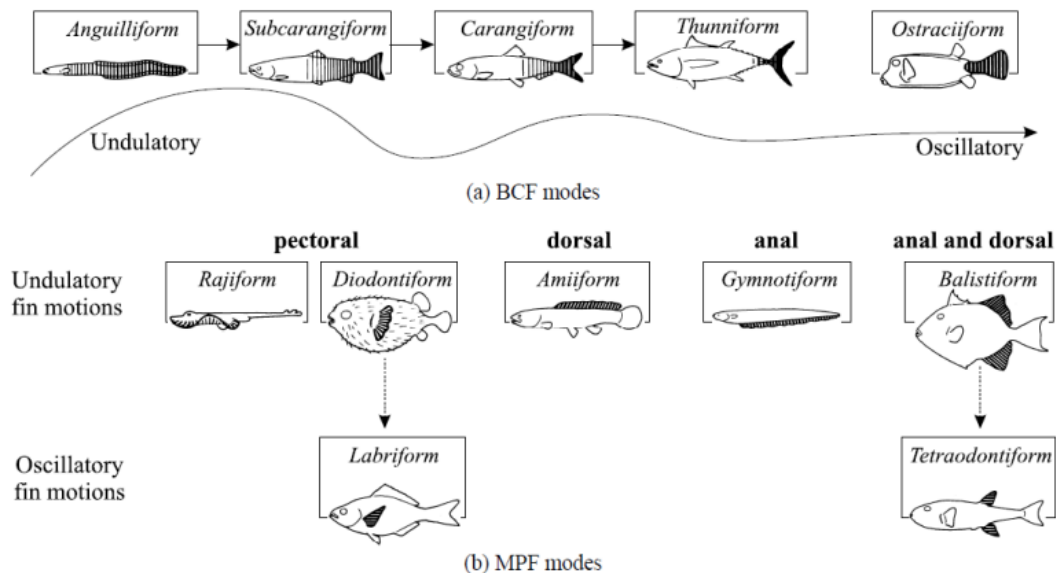 Anguilliform Subcarangiform Carangiform Thunniform Ostraciiform
Undulatory
Oscillatory
(a) BCF modes
pectoral dorsal anal anal and dorsal
Undulatory
fin motions
Rajiform Diodontiform Amiiform Gymnotiform Balistiform
Oscillatory
fin motions
Labriform Tetraodontiform
(b) MPF modes